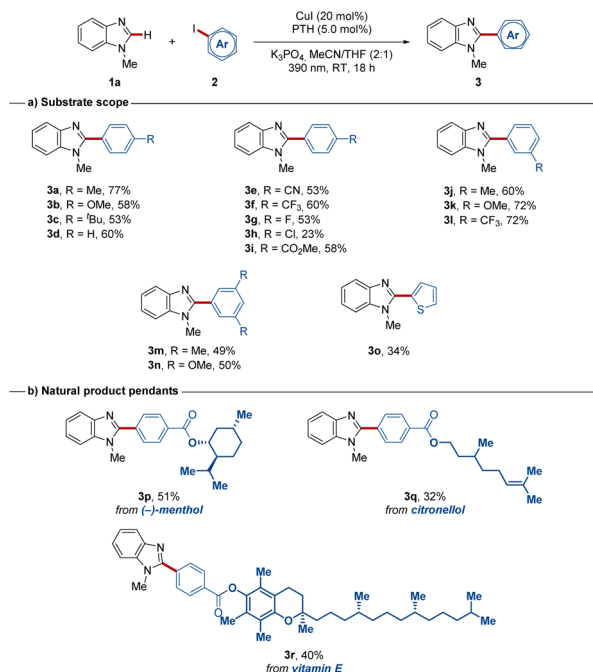 N
H
N
Me
1a
+
I
Ar
2
CuI (20 mol%)
PTH (5.0 mol%)
K₃PO₄, MeCN/THF (2:1)
390 nm, RT, 18 h
N
Ar
N
Me
3
a) Substrate scope
N
R
N
Me
3a, R = Me, 77%
3b, R = OMe, 58%
3c, R = ᵗBu, 53%
3d, R = H, 60%
N
R
N
Me
3e, R = CN, 53%
3f, R = CF₃, 60%
3g, R = F, 53%
3h, R = Cl, 23%
3i, R = CO₂Me, 58%
N
N
Me
R
3j, R = Me, 60%
3k, R = OMe, 72%
3l, R = CF₃, 72%
R
N
N
Me
R
3m, R = Me, 49%
3n, R = OMe, 50%
N
N
S
Me
3o, 34%
b) Natural product pendants
N
N
Me
O
O
Me
Me
Me
3p, 51%
from (–)-menthol
N
N
Me
O
O
Me
Me
Me
3q, 32%
from citronellol
N
N
Me
O
O
Me
Me
Me
O
Me
Me
Me
Me
Me
3r, 40%
from vitamin E